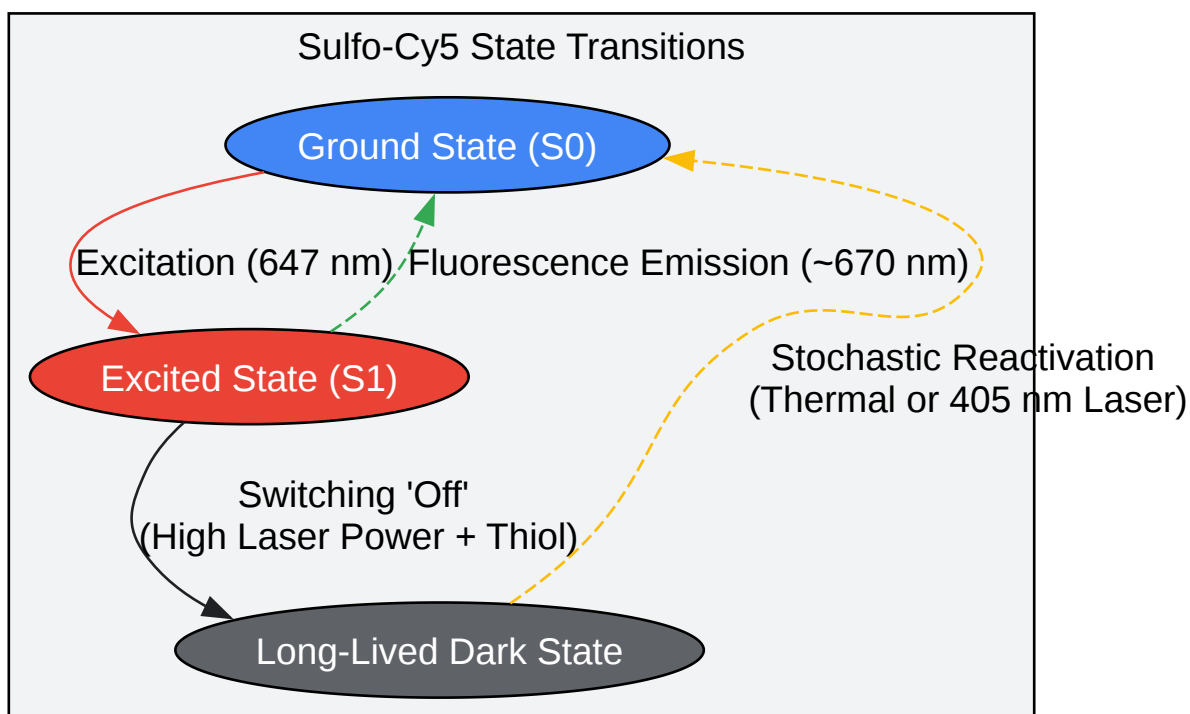 Sulfo-Cy5 State Transitions
Ground State (S0)
Excitation (647 nm)
Fluorescence Emission (~670 nm)
Excited State (S1)
Stochastic Reactivation
(Thermal or 405 nm Laser)
Switching 'Off'
(High Laser Power + Thiol)
Long-Lived Dark State